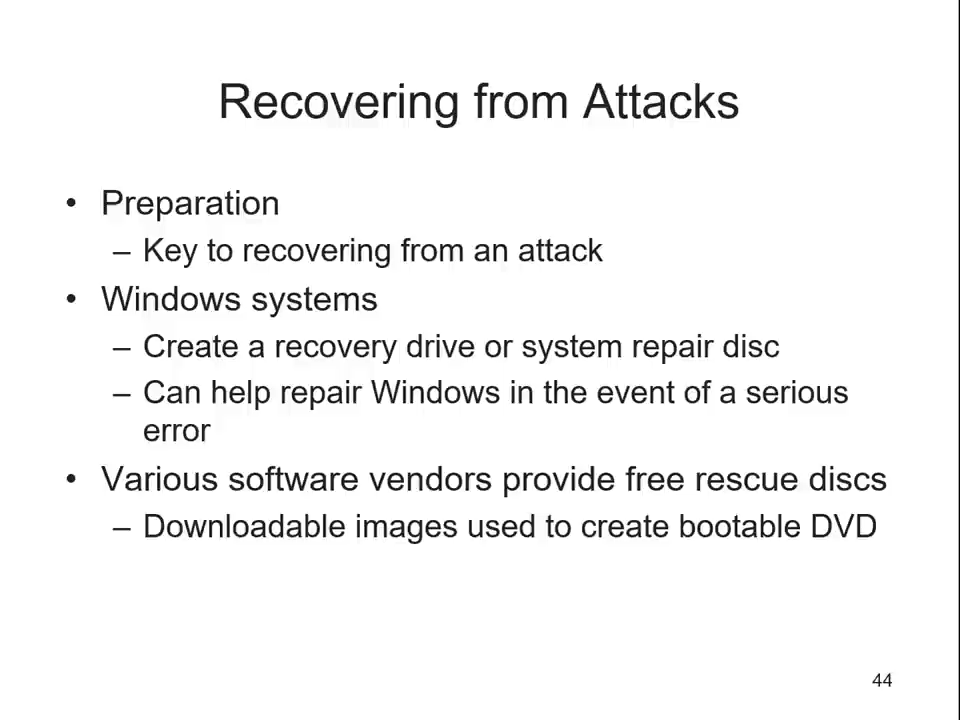 Recovering from Attacks
• Preparation
– Key to recovering from an attack
• Windows systems
– Create a recovery drive or system repair disc
– Can help repair Windows in the event of a serious
error
• Various software vendors provide free rescue discs
– Downloadable images used to create bootable DVD
44